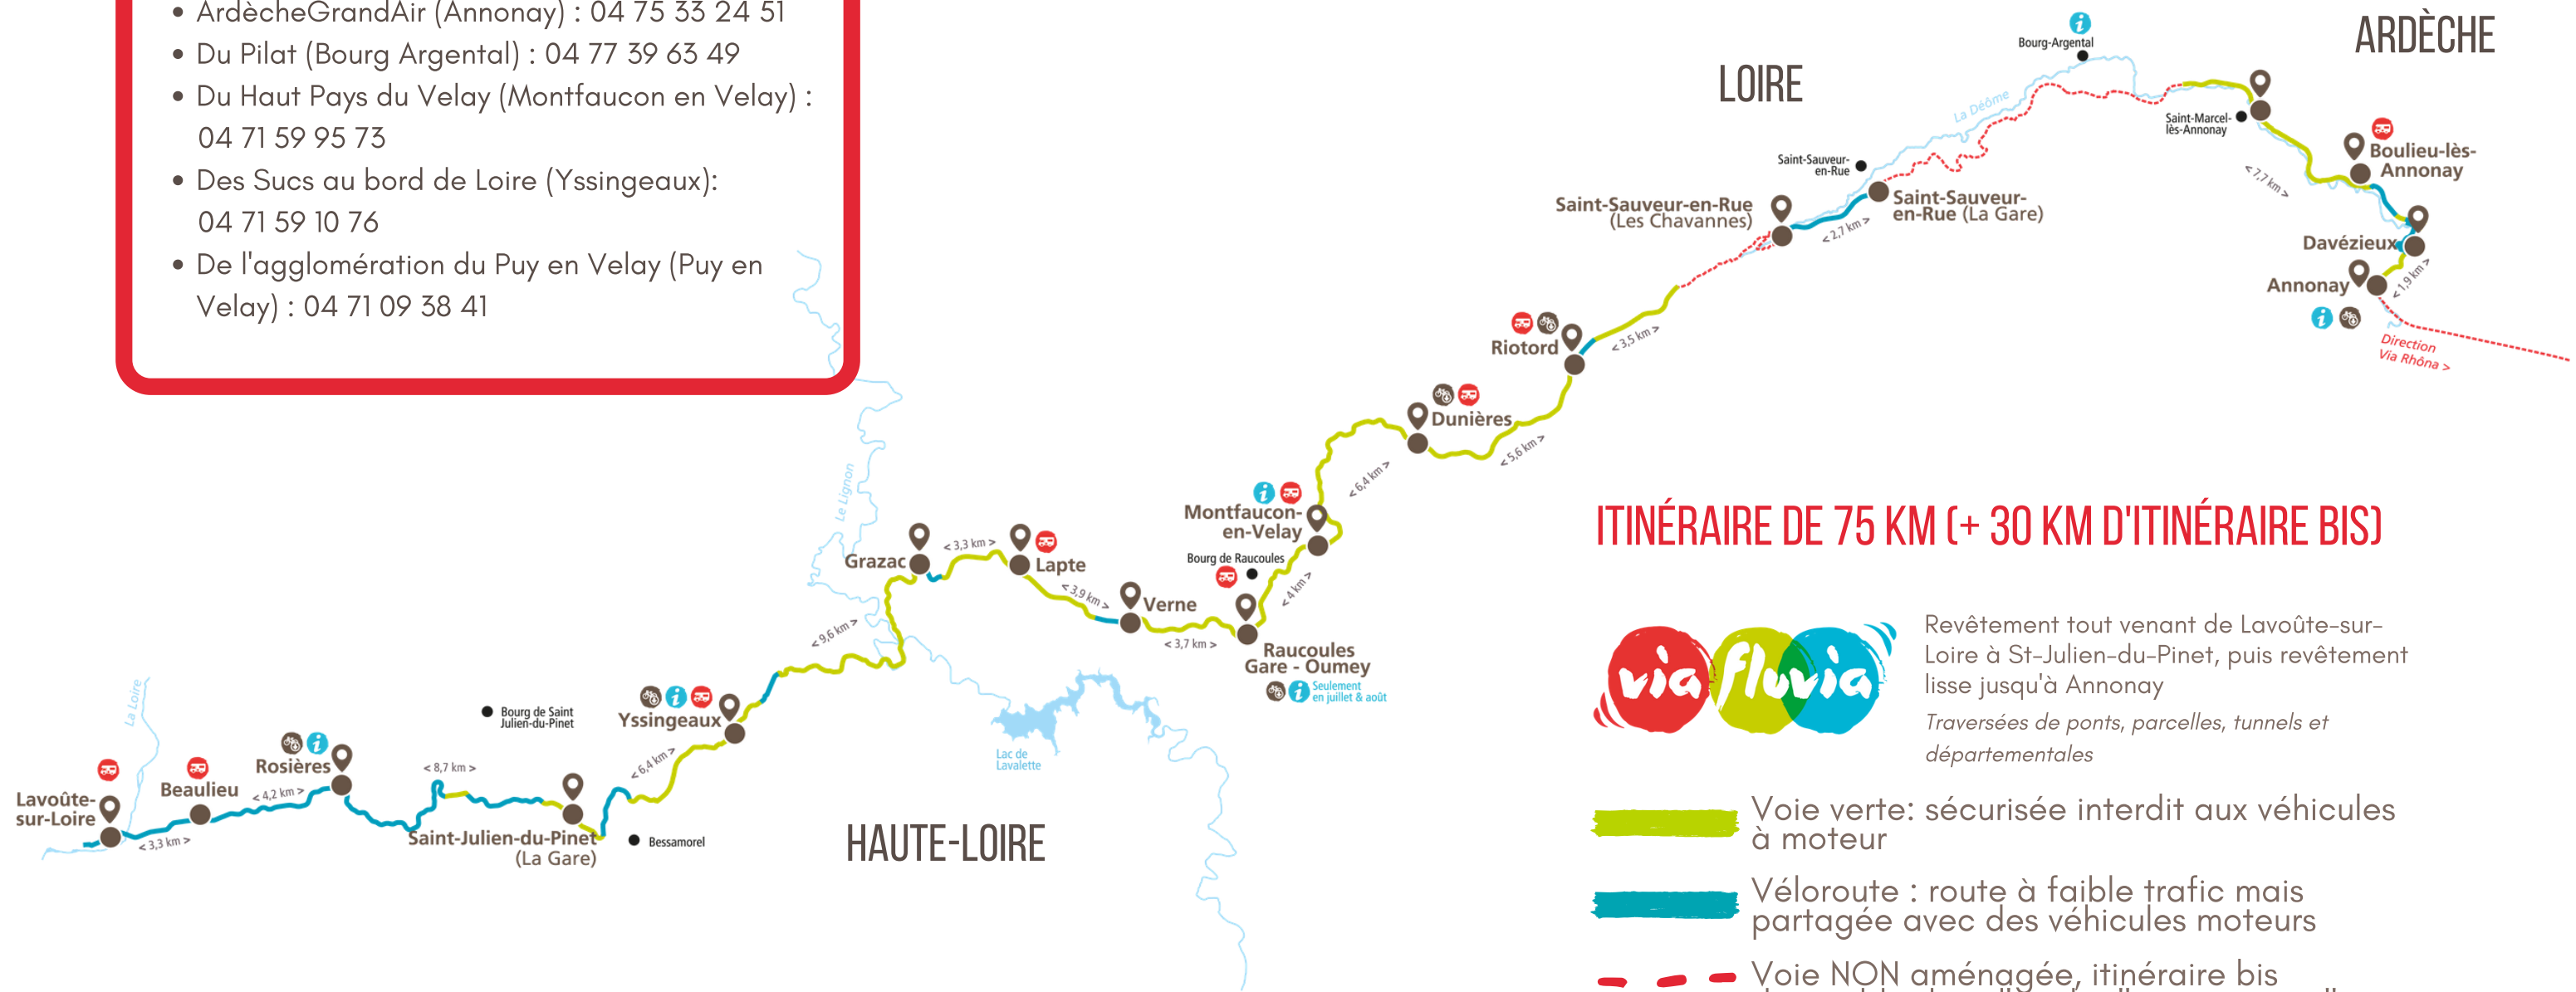 • ArdècheGrandAir (Annonay) : 04 75 33 24 51
• Du Pilat (Bourg Argental) : 04 77 39 63 49
• Du Haut Pays du Velay (Montfaucon en Velay) :
04 71 59 95 73
• Des Sucs au bord de Loire (Yssingeaux):
04 71 59 10 76
• De l'agglomération du Puy en Velay (Puy en
Velay) : 04 71 09 38 41
LOIRE
ARDÈCHE
Bourg-Argental
La Déôme
Saint-Marcel-
lès-Annonay
Boulieu-lès-
Annonay
< 7,7 km >
Davézieux
< 1,9 km >
Annonay
Direction
Via Rhôna >
Saint-Sauveur-
en-Rue
Saint-Sauveur-
en-Rue (La Gare)
Saint-Sauveur-en-Rue
(Les Chavannes)
< 2,7 km >
Riotord
< 3,5 km >
Dunières
< 5,6 km >
< 6,4 km >
Montfaucon-
en-Velay
Bourg de Raucoules
< 4 km >
Le Lignon
Grazac
< 3,3 km >
Lapte
< 3,9 km >
Verne
< 3,7 km >
Raucoules
Gare - Oumey
Seulement
en juillet & août
< 9,6 km >
Lac de
Lavalette
Yssingeaux
< 6,4 km >
Bourg de Saint
Julien-du-Pinet
La Loire
Rosières
< 8,7 km >
Beaulieu
< 4,2 km >
Lavoûte-
sur-Loire
< 3,3 km >
Saint-Julien-du-Pinet
(La Gare)
Bessamorel
HAUTE-LOIRE
ITINÉRAIRE DE 75 KM (+ 30 KM D'ITINÉRAIRE BIS)
via fluvia
Revêtement tout venant de Lavoûte-sur-
Loire à St-Julien-du-Pinet, puis revêtement
lisse jusqu'à Annonay
Traversées de ponts, parcelles, tunnels et
départementales
Voie verte: sécurisée interdit aux véhicules
à moteur
Véloroute : route à faible trafic mais
partagée avec des véhicules moteurs
Voie NON aménagée, itinéraire bis